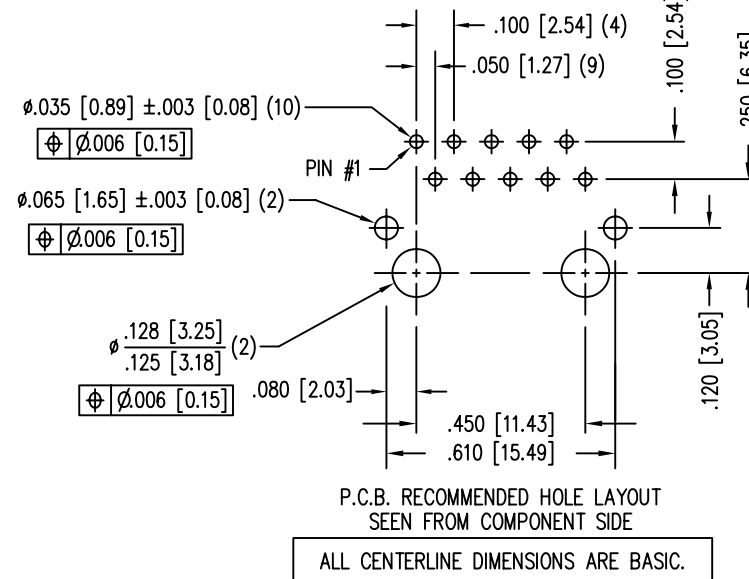 .100 [2.54] (4)
.050 [1.27] (9)
.100 [2.54]
.250 [6.35]
ø.035 [0.89] ±.003 [0.08] (10)
⌖ Ø.006 [0.15]
PIN #1
ø.065 [1.65] ±.003 [0.08] (2)
⌖ Ø.006 [0.15]
ø .128 [3.25]
.125 [3.18] (2)
⌖ Ø.006 [0.15]
.080 [2.03]
.120 [3.05]
.450 [11.43]
.610 [15.49]
P.C.B. RECOMMENDED HOLE LAYOUT
SEEN FROM COMPONENT SIDE
ALL CENTERLINE DIMENSIONS ARE BASIC.